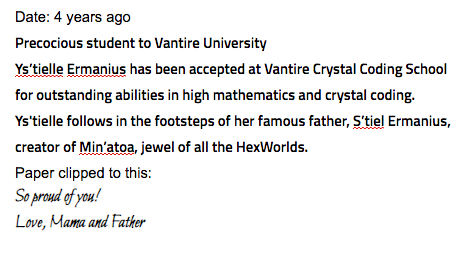 Date: 4 years ago
Precocious student to Vantire University
Ys’tielle Ermanius has been accepted at Vantire Crystal Coding School
for outstanding abilities in high mathematics and crystal coding.
Ys'tielle follows in the footsteps of her famous father, S’tiel Ermanius,
creator of Min’atoa, jewel of all the HexWorlds.
Paper clipped to this:
So proud of you!
Love, Mama and Father